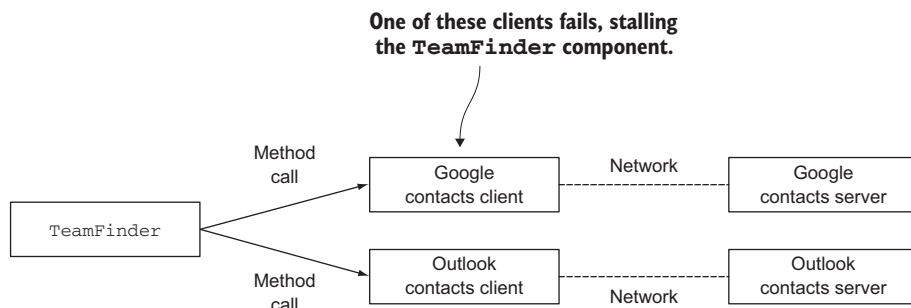 One of these clients fails, stalling
the TeamFinder component.
Method
call
Google
contacts client
Network
Google
contacts server
TeamFinder
Method
call
Outlook
contacts client
Network
Outlook
contacts server